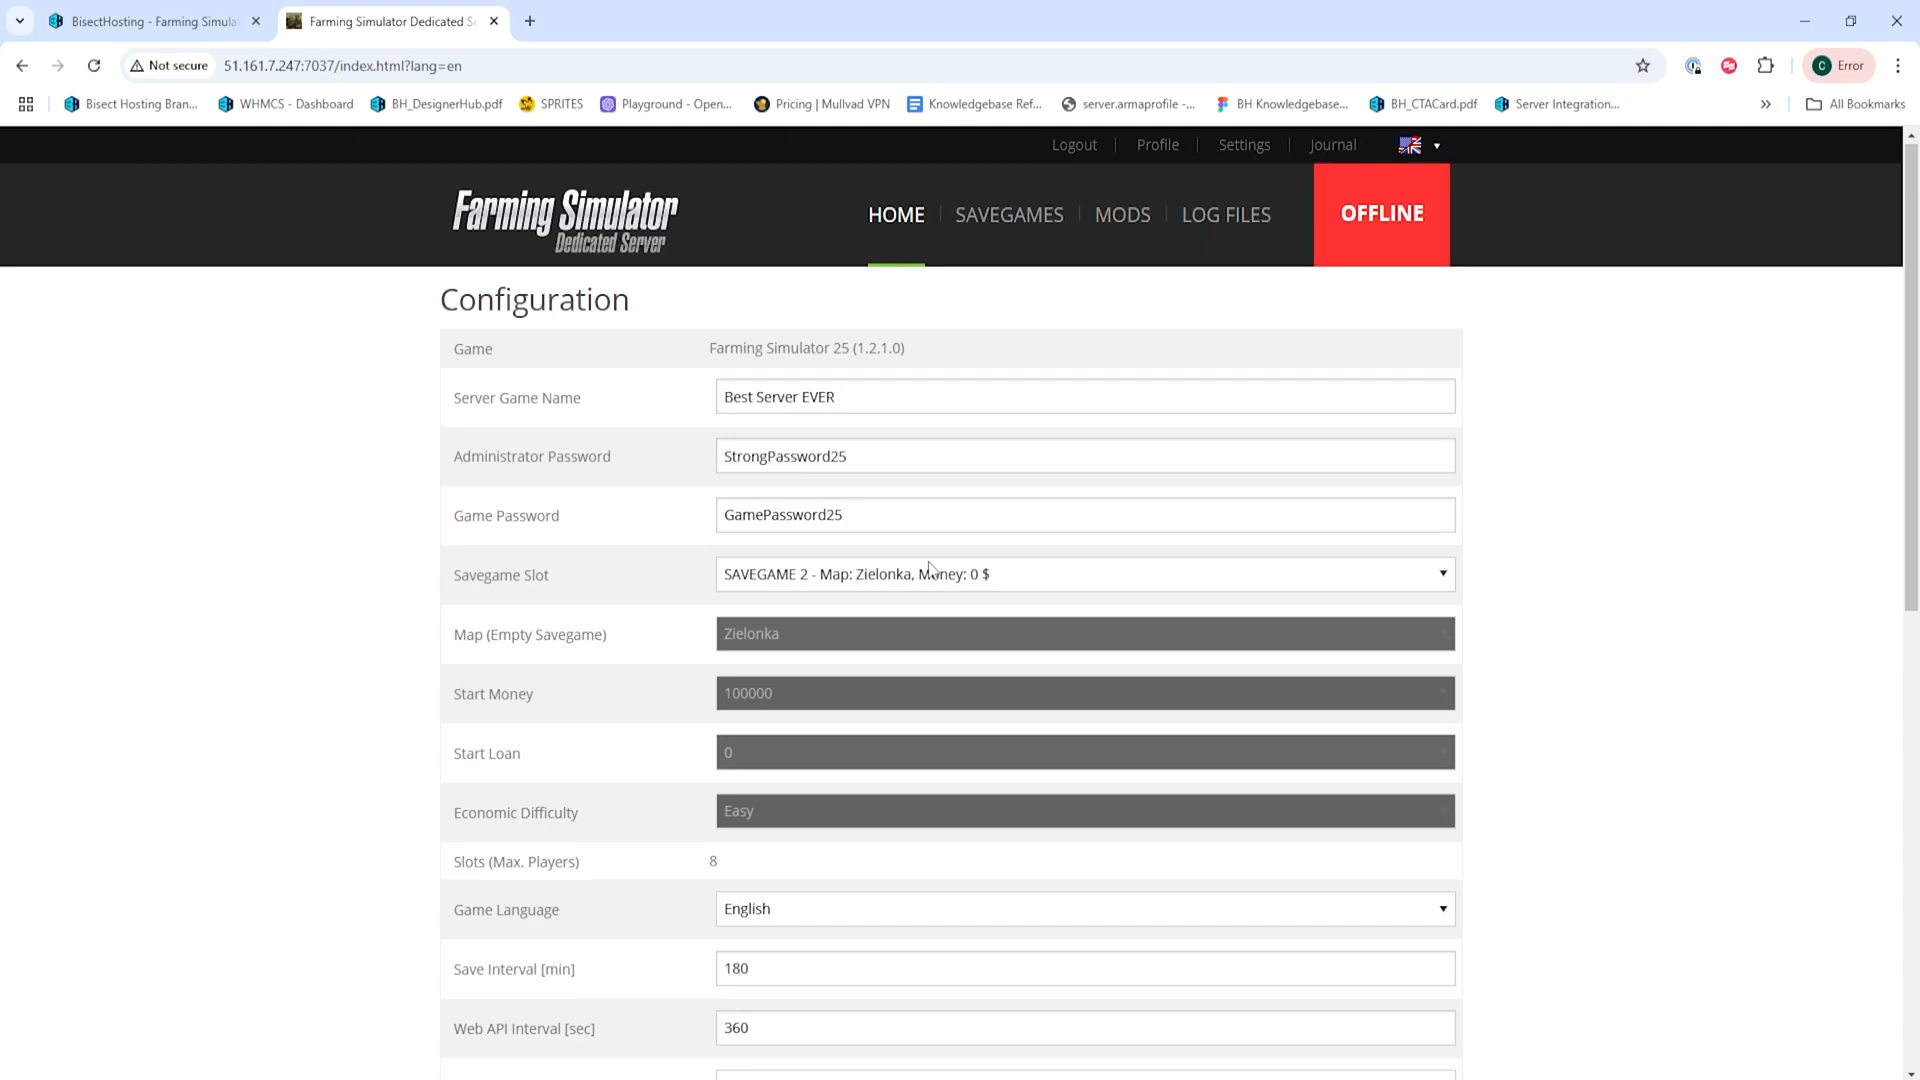 BisectHosting - Farming Simula
Farming Simulator Dedicated S
Not secure
51.161.7.247:7037/index.html?lang=en
C Error
Bisect Hosting Bran...
WHMCS - Dashboard
BH_DesignerHub.pdf
SPRITES
Playground - Open...
Pricing | Mullvad VPN
Knowledgebase Ref...
server.armaprofile -...
BH Knowledgebase...
BH_CTACard.pdf
Server Integration...
»
All Bookmarks
Logout | Profile | Settings | Journal
Farming Simulator
Dedicated Server
HOME | SAVEGAMES | MODS | LOG FILES
OFFLINE
Configuration
Game Farming Simulator 25 (1.2.1.0)
Server Game Name Best Server EVER
Administrator Password StrongPassword25
Game Password GamePassword25
Savegame Slot SAVEGAME 2 - Map: Zielonka, Money: 0 $
Map (Empty Savegame) Zielonka
Start Money 100000
Start Loan 0
Economic Difficulty Easy
Slots (Max. Players) 8
Game Language English
Save Interval [min] 180
Web API Interval [sec] 360